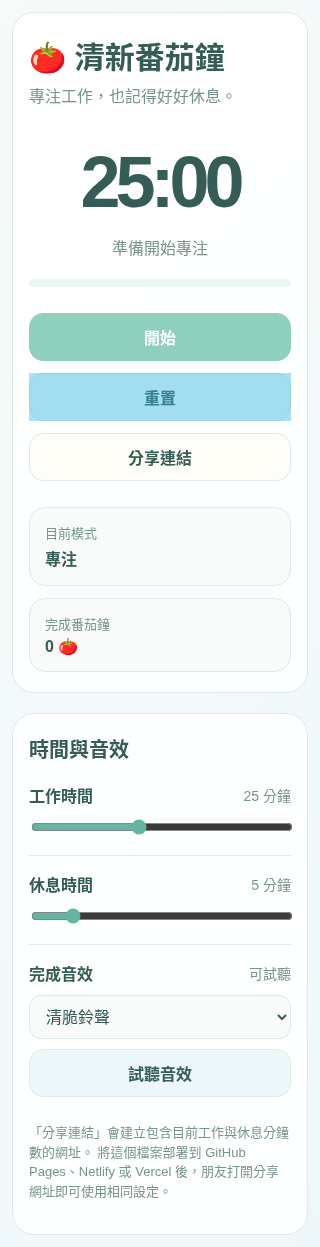 🍅 清新番茄鐘
專注工作，也記得好好休息。
25:00
準備開始專注
開始
重置
分享連結
目前模式
專注
完成番茄鐘
0 🍅
時間與音效
工作時間 25 分鐘
休息時間 5 分鐘
完成音效 可試聽
清脆鈴聲
試聽音效
「分享連結」會建立包含目前工作與休息分鐘
數的網址。 將這個檔案部署到 GitHub
Pages、Netlify 或 Vercel 後，朋友打開分享
網址即可使用相同設定。